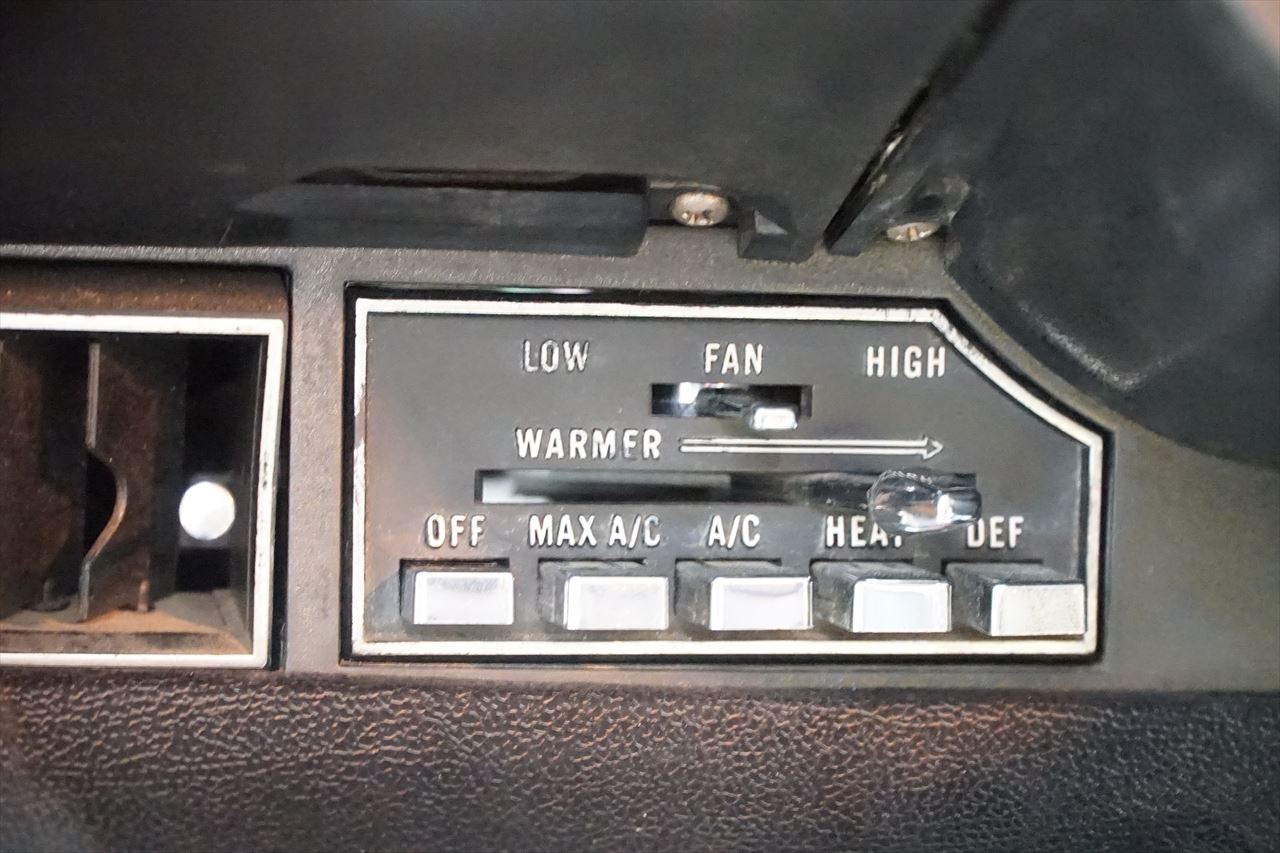 LOW FAN HIGH
WARMER
OFF MAX A/C A/C HEAT DEF